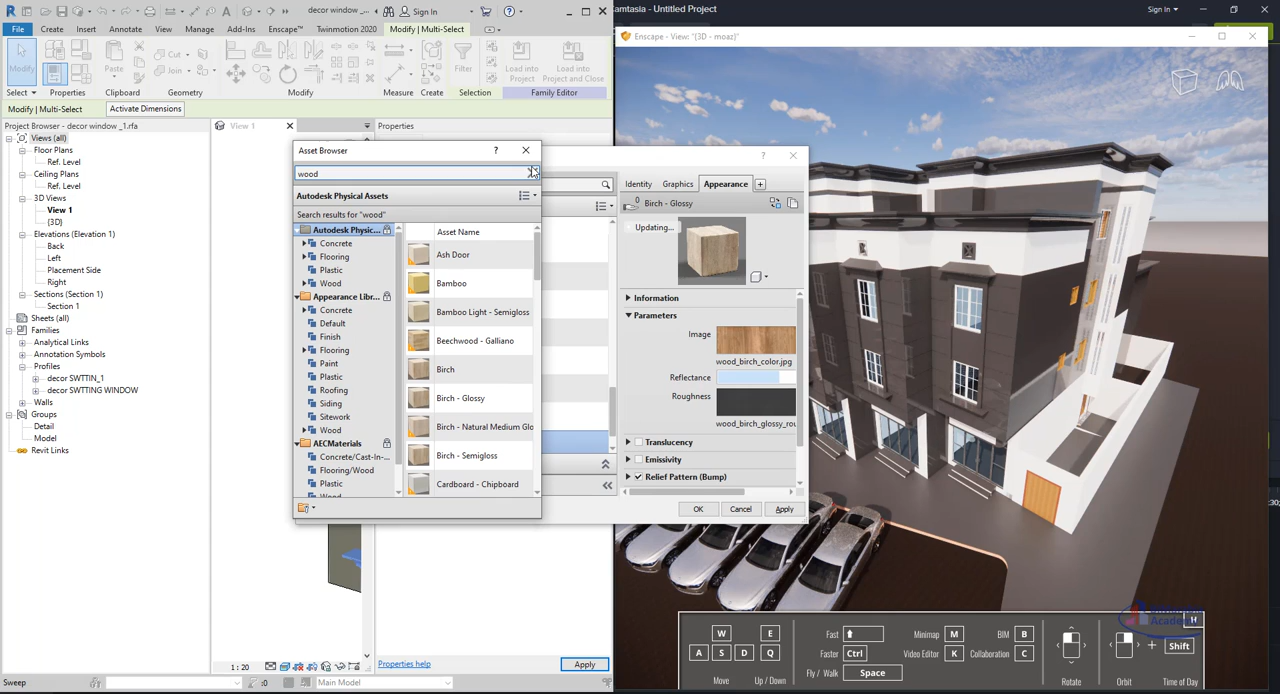 decor window ...
Sign In
amtasia - Untitled Project
Sign In
File
Create
Insert
Annotate
View
Manage
Add-Ins
Enscape™
Twinmotion 2020
Modify | Multi-Select
Enscape - View: "{3D - moaz}"
Modify
Paste
Cut
Join
Filter
Load into
Project
Load into
Project and Close
Select
Properties
Clipboard
Geometry
Modify
Measure
Create
Selection
Family Editor
Modify | Multi-Select
Activate Dimensions
Project Browser - decor window _1.rfa
View 1
Properties
Views (all)
Floor Plans
Ref. Level
Ceiling Plans
Ref. Level
3D Views
View 1
{3D}
Elevations (Elevation 1)
Back
Left
Placement Side
Right
Sections (Section 1)
Section 1
Sheets (all)
Families
Analytical Links
Annotation Symbols
Profiles
decor SWTTIN_1
decor SWTTING WINDOW
Walls
Groups
Detail
Model
Revit Links
Asset Browser
?
wood
Autodesk Physical Assets
Search results for "wood"
Autodesk Physic...
Concrete
Flooring
Plastic
Wood
Appearance Libr...
Concrete
Default
Finish
Flooring
Paint
Plastic
Roofing
Siding
Sitework
Wood
AECMaterials
Concrete/Cast-In-...
Flooring/Wood
Plastic
Wood
Asset Name
Ash Door
Bamboo
Bamboo Light - Semigloss
Beechwood - Galliano
Birch
Birch - Glossy
Birch - Natural Medium Glo
Birch - Semigloss
Cardboard - Chipboard
?
Identity
Graphics
Appearance
0
Birch - Glossy
Updating...
Information
Parameters
Image
wood_birch_color.jpg
Reflectance
Roughness
wood_birch_glossy_rou
Translucency
Emissivity
Relief Pattern (Bump)
OK
Cancel
Apply
1 : 20
Properties help
Apply
Sweep
:0
Main Model
W
E
A
S
D
Q
Move
Up / Down
Fast
Faster
Ctrl
Fly / Walk
Space
Minimap
M
Video Editor
K
BIM
B
Collaboration
C
Rotate
Orbit
H
Shift
Time of Day
Academy